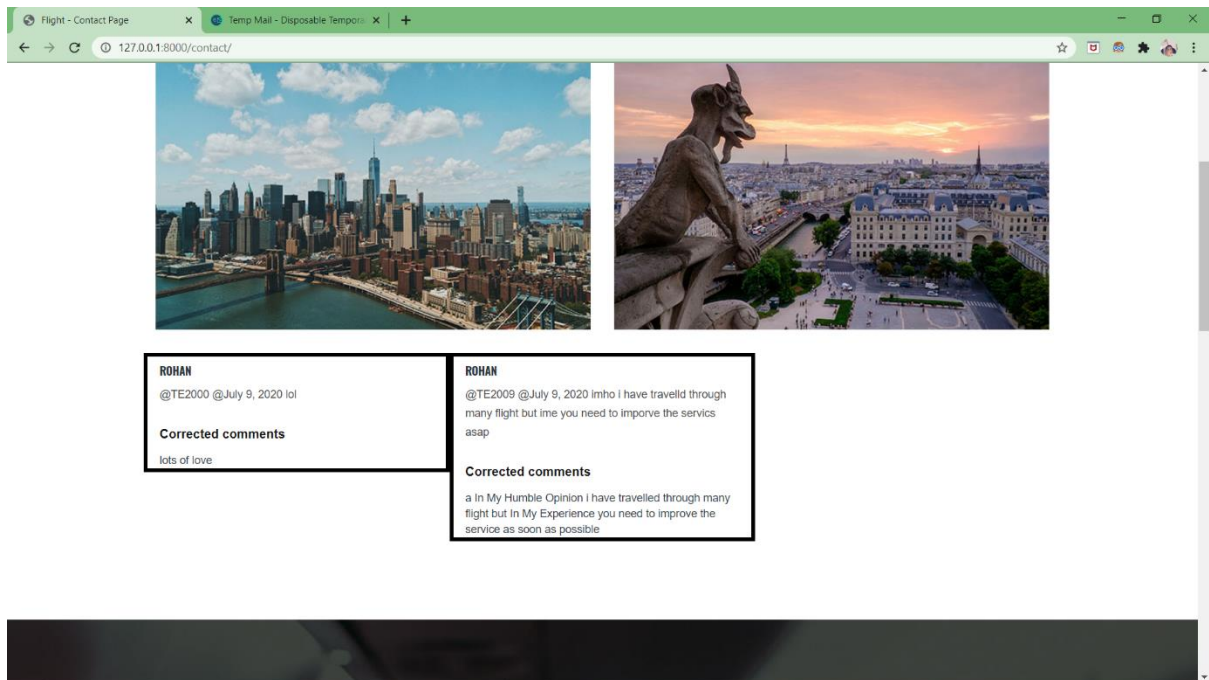 Flight - Contact Page
Temp Mail - Disposable Tempora
127.0.0.1:8000/contact/
ROHAN
@TE2000 @July 9, 2020 lol
Corrected comments
lots of love
ROHAN
@TE2009 @July 9, 2020 imho i have travelld through
many flight but ime you need to imporve the servics
asap
Corrected comments
a In My Humble Opinion i have travelled through many
flight but In My Experience you need to improve the
service as soon as possible